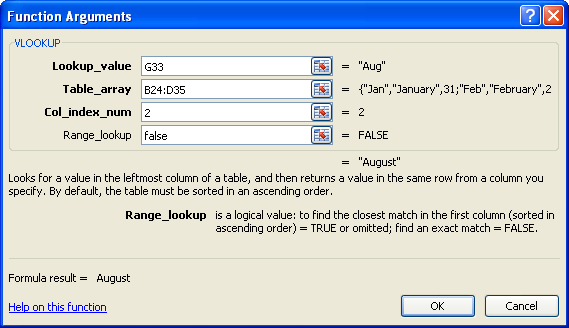 Function Arguments
VLOOKUP
Lookup_value G33 = "Aug"
Table_array B24:D35 = {"Jan","January",31;"Feb","February",2
Col_index_num 2 = 2
Range_lookup false = FALSE
= "August"
Looks for a value in the leftmost column of a table, and then returns a value in the same row from a column you
specify. By default, the table must be sorted in an ascending order.
Range_lookup is a logical value: to find the closest match in the first column (sorted in
ascending order) = TRUE or omitted; find an exact match = FALSE.
Formula result = August
Help on this function
OK Cancel